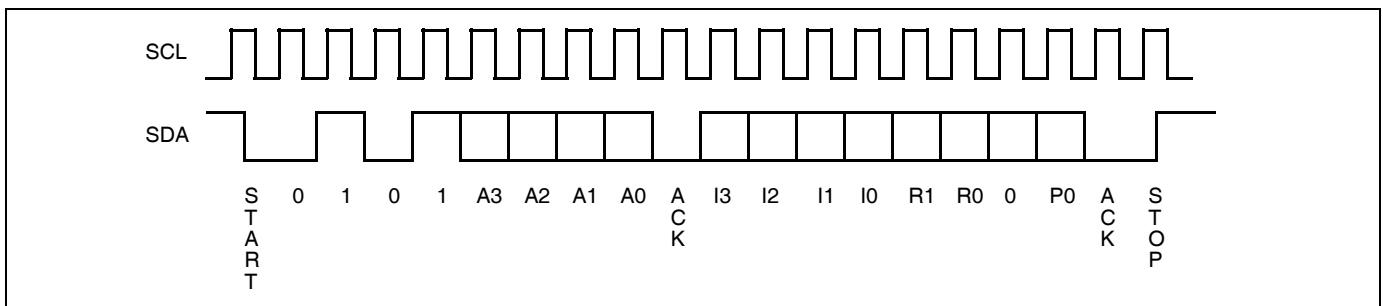 SCL
SDA
START 0 1 0 1 A3 A2 A1 A0 ACK I3 I2 I1 I0 R1 R0 0 P0 ACK STOP